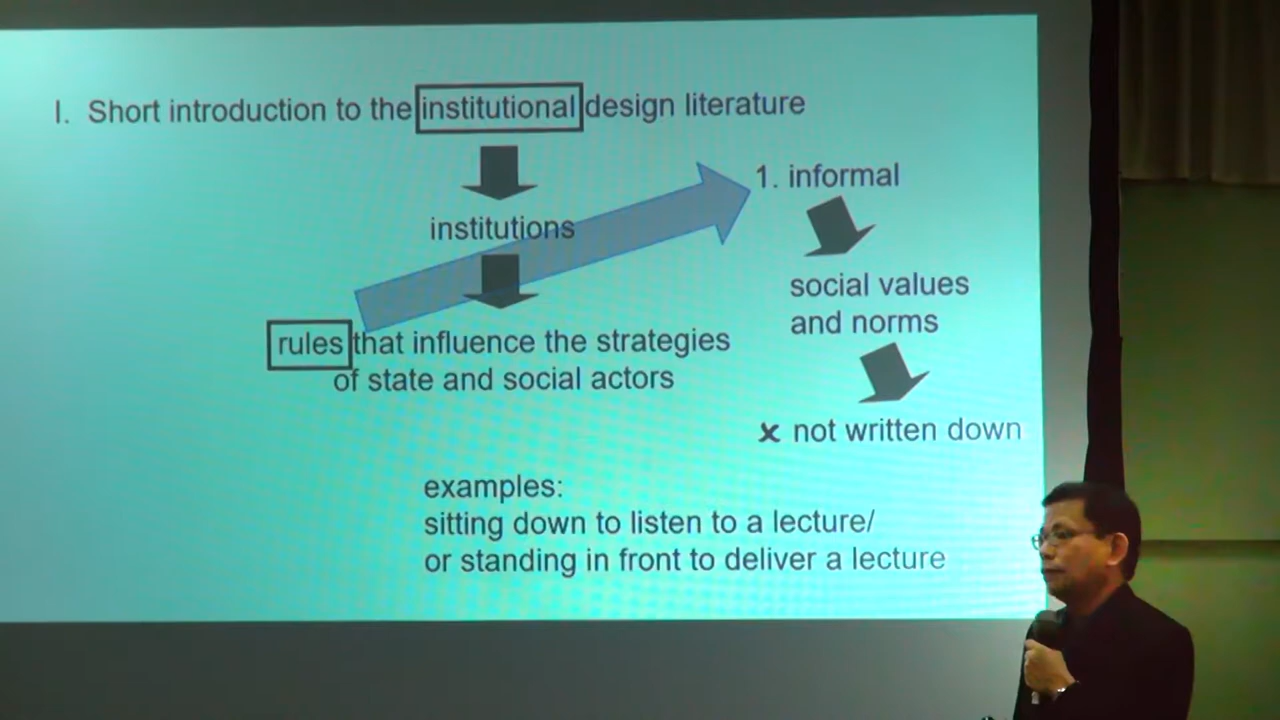 I. Short introduction to the institutional design literature
institutions
rules that influence the strategies
of state and social actors
1. informal
social values
and norms
x not written down
examples:
sitting down to listen to a lecture/
or standing in front to deliver a lecture